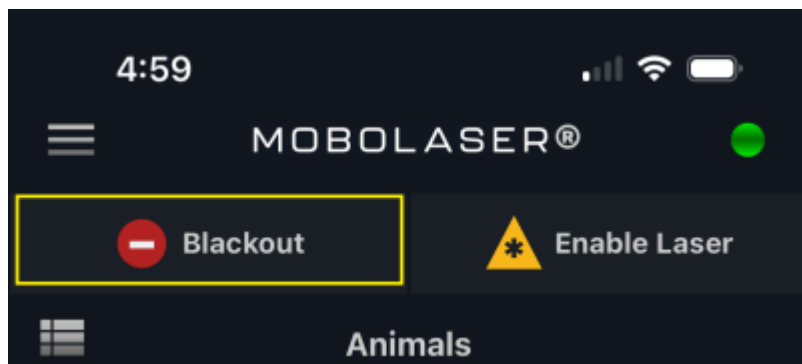 4:59
MOBOLASER®
Blackout
Enable Laser
Animals